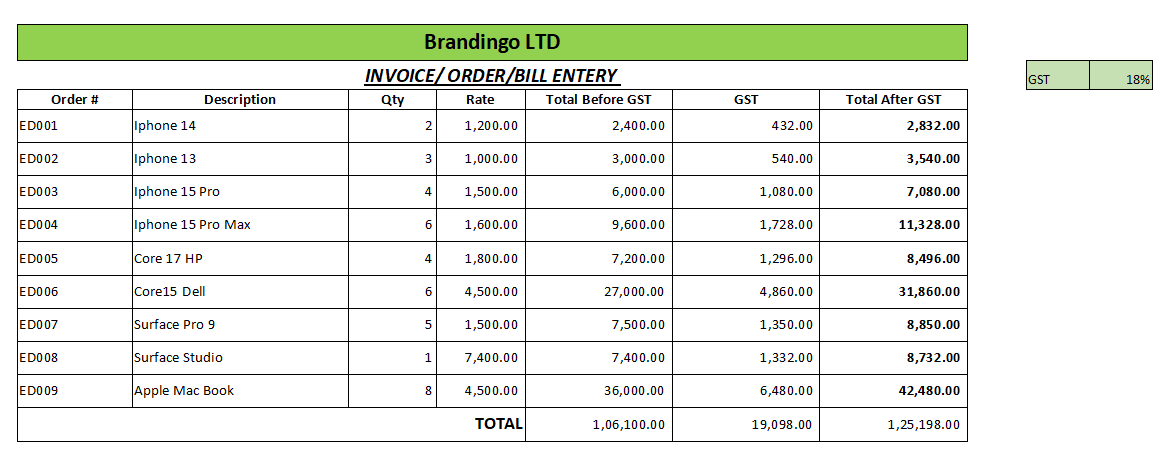 Brandingo LTD
INVOICE/ ORDER/BILL ENTERY
GST 18%
Order # Description Qty Rate Total Before GST GST Total After GST
ED001 Iphone 14 2 1,200.00 2,400.00 432.00 2,832.00
ED002 Iphone 13 3 1,000.00 3,000.00 540.00 3,540.00
ED003 Iphone 15 Pro 4 1,500.00 6,000.00 1,080.00 7,080.00
ED004 Iphone 15 Pro Max 6 1,600.00 9,600.00 1,728.00 11,328.00
ED005 Core 17 HP 4 1,800.00 7,200.00 1,296.00 8,496.00
ED006 Core15 Dell 6 4,500.00 27,000.00 4,860.00 31,860.00
ED007 Surface Pro 9 5 1,500.00 7,500.00 1,350.00 8,850.00
ED008 Surface Studio 1 7,400.00 7,400.00 1,332.00 8,732.00
ED009 Apple Mac Book 8 4,500.00 36,000.00 6,480.00 42,480.00
TOTAL 1,06,100.00 19,098.00 1,25,198.00